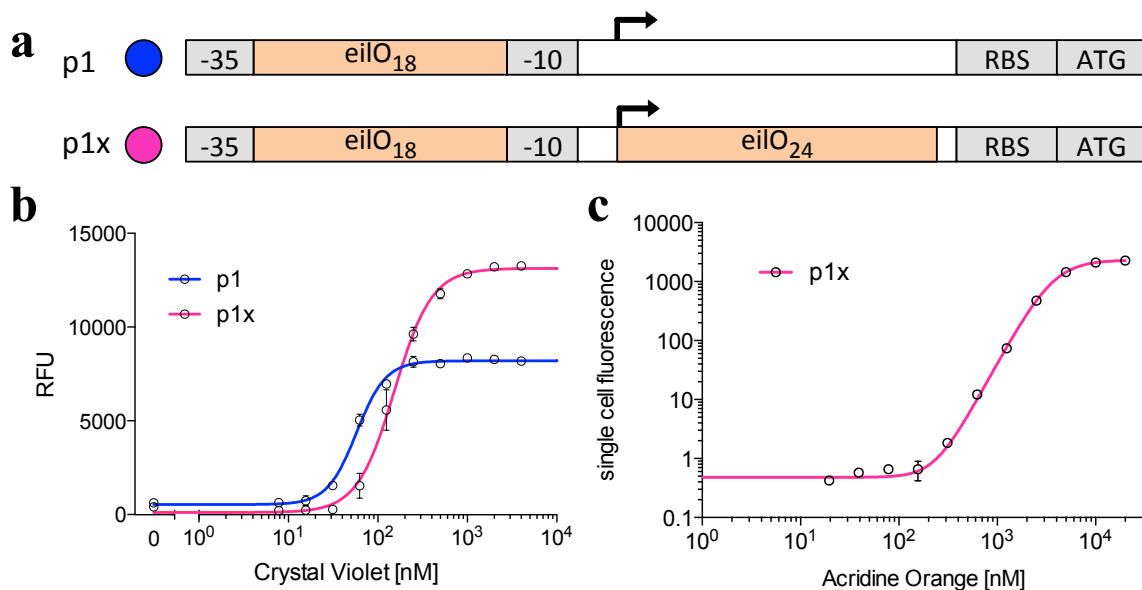 a
p1 -35 eilO18 -10 RBS ATG
p1x -35 eilO18 -10 eilO24 RBS ATG
b
15000
10000
5000
0
RFU
p1
p1x
0 10^0 10^1 10^2 10^3 10^4
Crystal Violet [nM]
c
10000
1000
100
10
1
0.1
single cell fluorescence
p1x
10^0 10^1 10^2 10^3 10^4
Acridine Orange [nM]